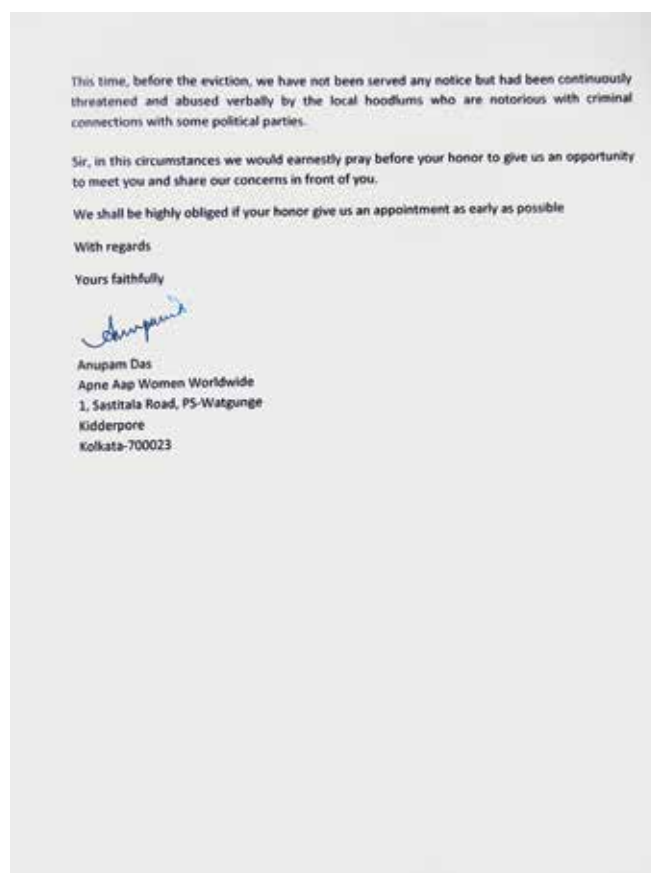 This time, before the eviction, we have not been served any notice but had been continuously
threatened and abused verbally by the local hoodlums who are notorious with criminal
connections with some political parties.
Sir, in this circumstances we would earnestly pray before your honor to give us an opportunity
to meet you and share our concerns in front of you.
We shall be highly obliged if your honor give us an appointment as early as possible
With regards
Yours faithfully
Anupam
Anupam Das
Apne Aap Women Worldwide
1, Sastitala Road, PS-Watgunge
Kidderpore
Kolkata-700023